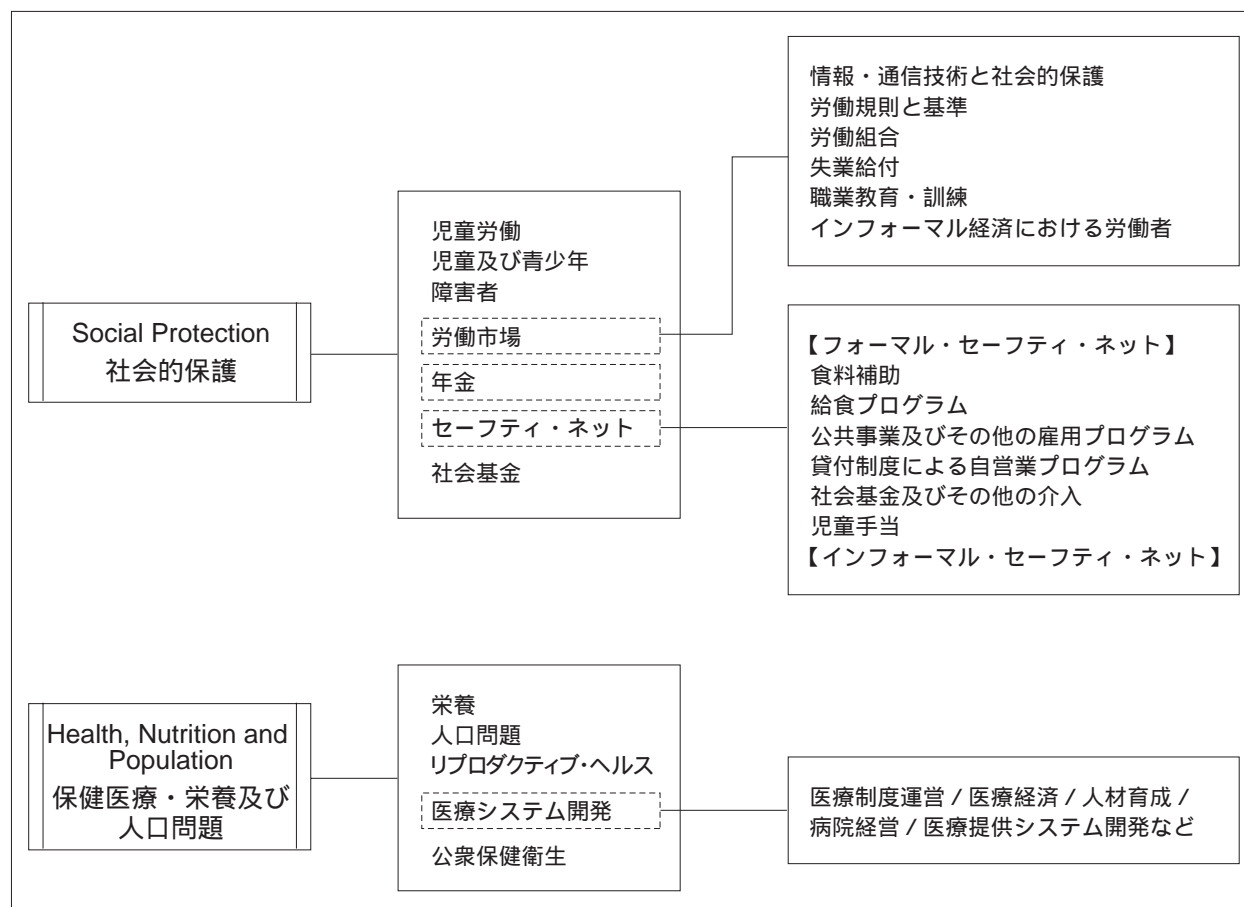 Social Protection
社会的保護
児童労働
児童及び青少年
障害者
労働市場
年金
セーフティ・ネット
社会基金
情報・通信技術と社会的保護
労働規則と基準
労働組合
失業給付
職業教育・訓練
インフォーマル経済における労働者
【フォーマル・セーフティ・ネット】
食料補助
給食プログラム
公共事業及びその他の雇用プログラム
貸付制度による自営業プログラム
社会基金及びその他の介入
児童手当
【インフォーマル・セーフティ・ネット】
Health, Nutrition and
Population
保健医療・栄養及び
人口問題
栄養
人口問題
リプロダクティブ・ヘルス
医療システム開発
公衆保健衛生
医療制度運営 / 医療経済 / 人材育成 /
病院経営 / 医療提供システム開発など